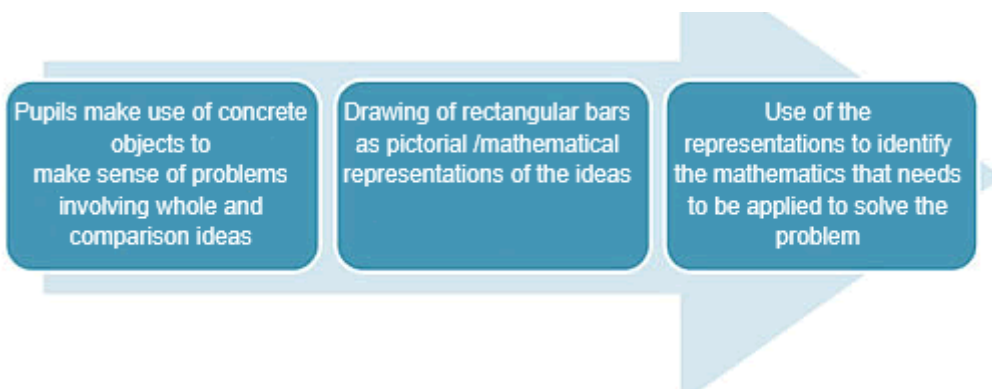 Pupils make use of concrete
objects to
make sense of problems
involving whole and
comparison ideas
Drawing of rectangular bars
as pictorial /mathematical
representations of the ideas
Use of the
representations to identify
the mathematics that needs
to be applied to solve the
problem